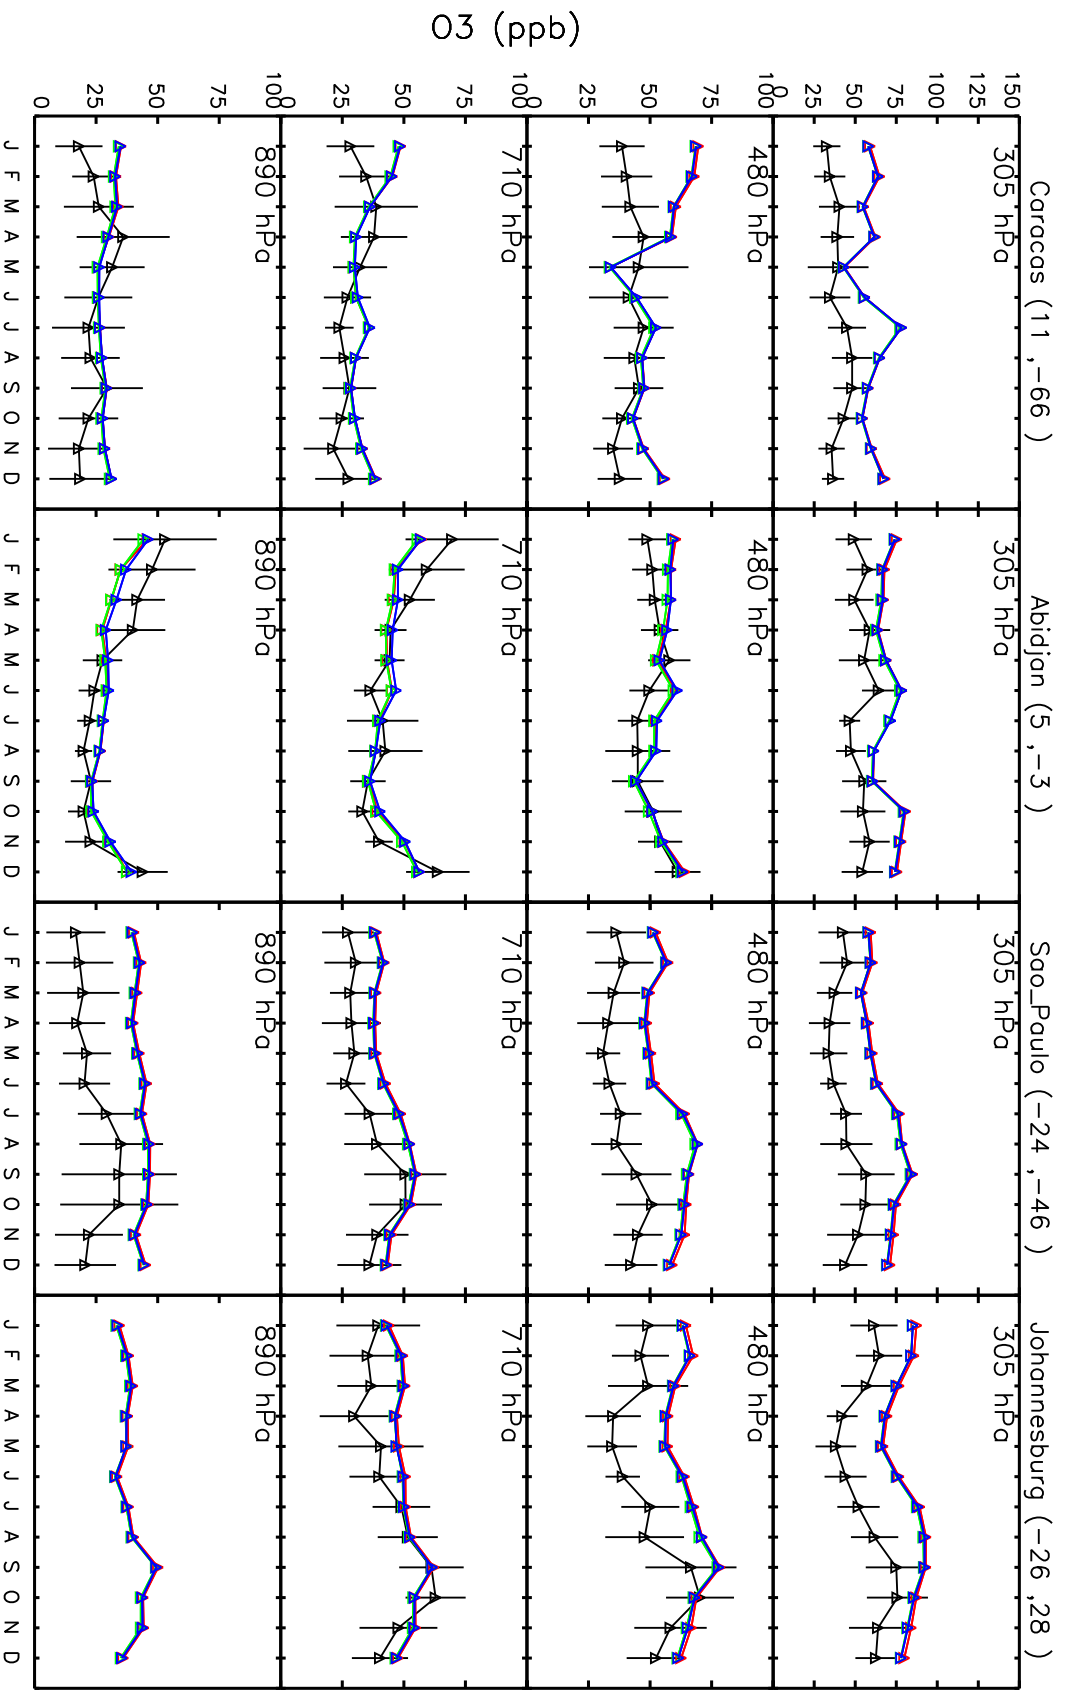 O3 (ppb)
Caracas (11 ,-66 )
Abidjan (5 ,-3 )
Sao_Paulo (-24 ,-46 )
Johannesburg (-26 ,28 )
150
125
100
75
50
25
0
305 hPa
305 hPa
305 hPa
305 hPa
100
75
50
25
0
480 hPa
480 hPa
480 hPa
480 hPa
100
75
50
25
0
710 hPa
710 hPa
710 hPa
710 hPa
100
75
50
25
0
890 hPa
890 hPa
890 hPa
890 hPa
J F M A M J J A S O N D
J F M A M J J A S O N D
J F M A M J J A S O N D
J F M A M J J A S O N D